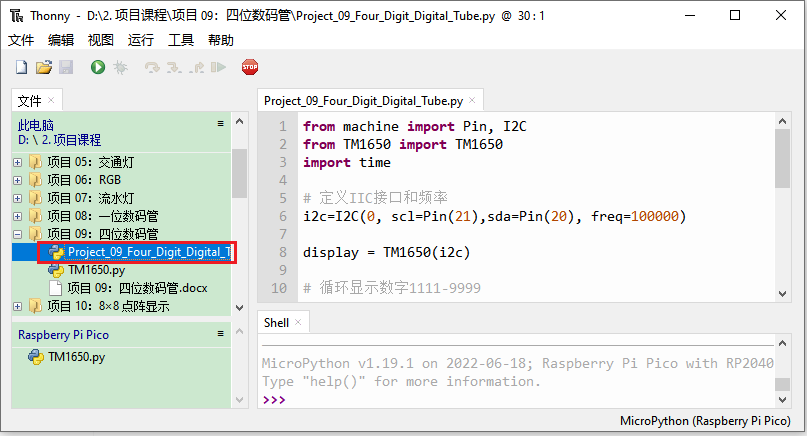 Thonny - D:\2. 项目课程\项目 09：四位数码管\Project_09_Four_Digit_Digital_Tube.py @ 30:1
文件 编辑 视图 运行 工具 帮助
STOP
文件
此电脑
D: \ 2. 项目课程
项目 05：交通灯
项目 06：RGB
项目 07：流水灯
项目 08：一位数码管
项目 09：四位数码管
Project_09_Four_Digit_Digital_T
TM1650.py
项目 09：四位数码管.docx
项目 10：8×8 点阵显示
Raspberry Pi Pico
TM1650.py
Project_09_Four_Digit_Digital_Tube.py
1 from machine import Pin, I2C
2 from TM1650 import TM1650
3 import time
4
5 # 定义IIC接口和频率
6 i2c=I2C(0, scl=Pin(21),sda=Pin(20), freq=100000)
7
8 display = TM1650(i2c)
9
10 # 循环显示数字1111-9999
Shell
MicroPython v1.19.1 on 2022-06-18; Raspberry Pi Pico with RP2040
Type "help()" for more information.
>>>
MicroPython (Raspberry Pi Pico)